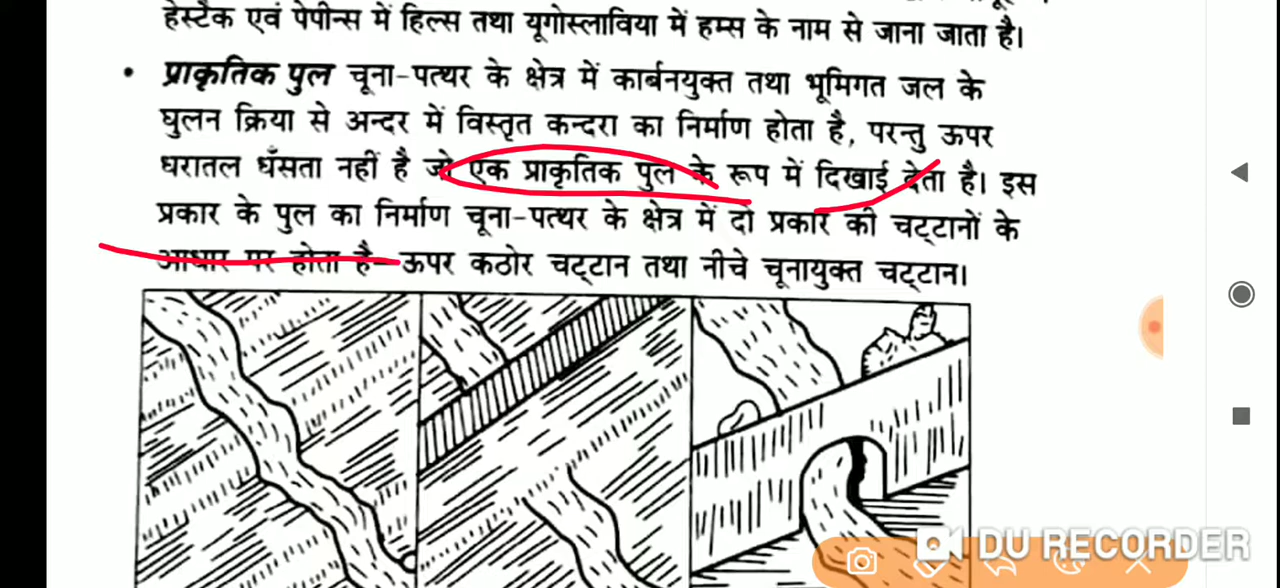 हेस्टैक एवं पेपीन्स में हिल्स तथा यूगोस्लाविया में हम्स के नाम से जाना जाता है।
• प्राकृतिक पुल चूना-पत्थर के क्षेत्र में कार्बनयुक्त तथा भूमिगत जल के
घुलन क्रिया से अन्दर में विस्तृत कन्दरा का निर्माण होता है, परन्तु ऊपर
धरातल धँसता नहीं है जो एक प्राकृतिक पुल के रूप में दिखाई देता है। इस
प्रकार के पुल का निर्माण चूना-पत्थर के क्षेत्र में दो प्रकार की चट्टानों के
आधार पर होता है- ऊपर कठोर चट्टान तथा नीचे चूनायुक्त चट्टान।
DU RECORDER